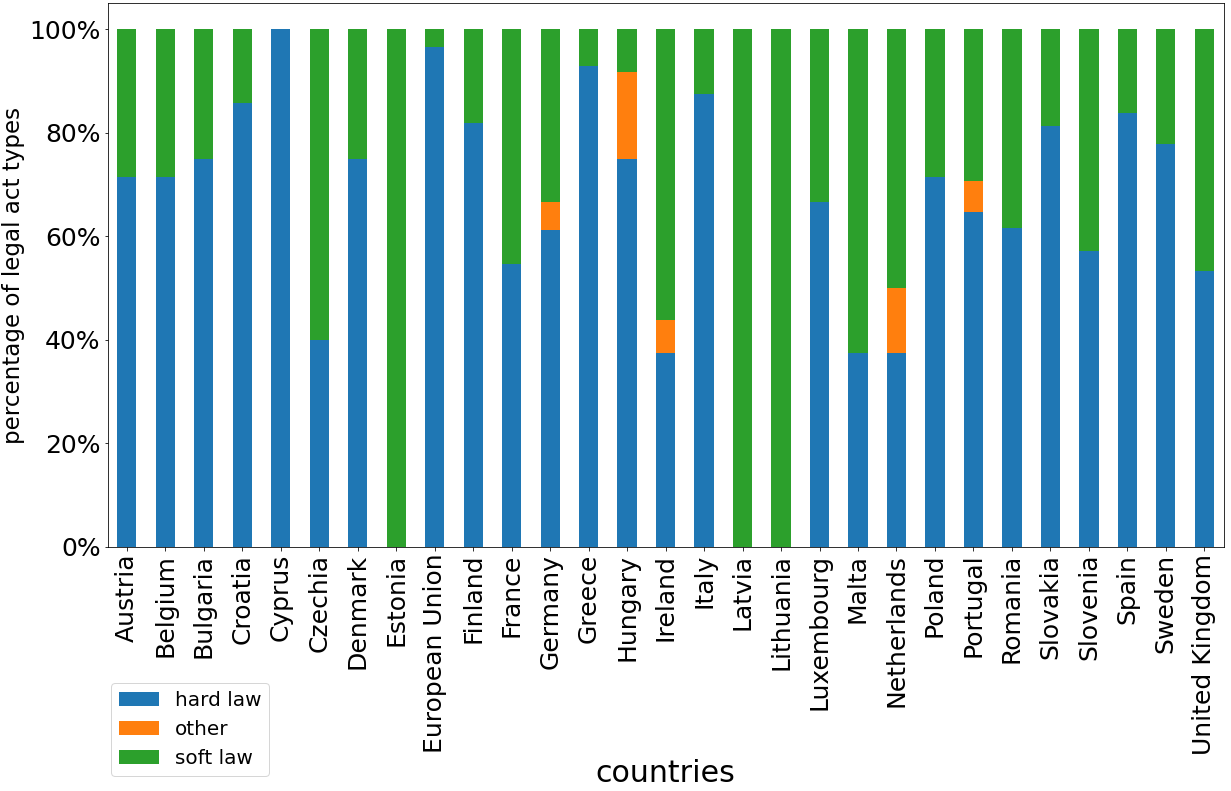 percentage of legal act types
100%
80%
60%
40%
20%
0%
Austria
Belgium
Bulgaria
Croatia
Cyprus
Czechia
Denmark
Estonia
European Union
Finland
France
Germany
Greece
Hungary
Ireland
Italy
Latvia
Lithuania
Luxembourg
Malta
Netherlands
Poland
Portugal
Romania
Slovakia
Slovenia
Spain
Sweden
United Kingdom
hard law
other
soft law
countries